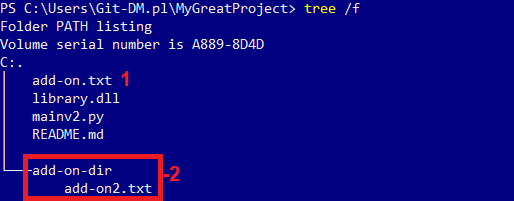 PS C:\Users\Git-DM.pl\MyGreatProject> tree /f
Folder PATH listing
Volume serial number is A889-8D4D
C:.
add-on.txt 1
library.dll
mainv2.py
README.md
add-on-dir -2
add-on2.txt